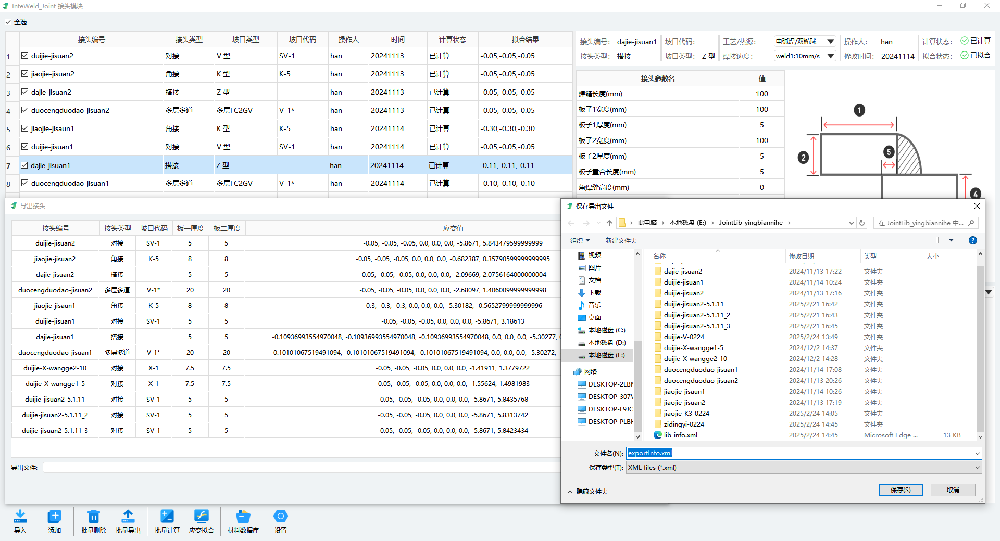 InteWeld_Joint 接头模块
全选
接头编号 接头类型 坡口类型 坡口代码 操作人 时间 计算状态 拟合结果
1 duijie-jisuan2 对接 V 型 SV-1 han 20241113 已计算 -0.05,-0.05,-0.05
2 jiaojie-jisuan2 角接 K 型 K-5 han 20241113 已计算 -0.05,-0.05,-0.05
3 dajie-jisuan2 搭接 Z 型 han 20241113 已计算 -0.05,-0.05,-0.05
4 duocengduodao-jisuan2 多层多道 多层FC2GV V-1* han 20241113 已计算 -0.05,-0.05,-0.05
5 jiaojie-jisaun1 角接 K 型 K-5 han 20241114 已计算 -0.30,-0.30,-0.30
6 duijie-jisuan1 对接 V 型 SV-1 han 20241114 已计算 -0.05,-0.05,-0.05
7 dajie-jisuan1 搭接 Z 型 han 20241114 已计算 -0.11,-0.11,-0.11
8 duocengduodao-jisuan1 多层多道 多层FC2GV V-1* han 20241114 已计算 -0.10,-0.10,-0.10
接头编号: dajie-jisuan1 坡口代码: 工艺/热源: 电弧焊/双椭球 操作人: han 计算状态: 已计算
接头类型: 搭接 坡口类型: Z 型 焊接速度: weld1:10mm/s 修改时间: 20241114 拟合状态: 已拟合
接头参数名 值
焊缝长度(mm) 100
板子1宽度(mm) 100
板子1厚度(mm) 5
板子2宽度(mm) 100
板子2厚度(mm) 5
板子重合长度(mm) 5
角焊缝高度(mm) 0
1
2
5
4
导出接头
接头编号 接头类型 坡口代码 板一厚度 板二厚度 应变值
duijie-jisuan2 对接 SV-1 5 5 -0.05, -0.05, -0.05, 0.0, 0.0, 0.0, -5.8671, 5.843479599999999
jiaojie-jisuan2 角接 K-5 8 8 -0.05, -0.05, -0.05, 0.0, 0.0, 0.0, -0.682387, 0.35790599999999995
dajie-jisuan2 搭接 5 5 -0.05, -0.05, -0.05, 0.0, 0.0, 0.0, -2.09669, 2.0756164000000004
duocengduodao-jisuan2 多层多道 V-1* 20 20 -0.05, -0.05, -0.05, 0.0, 0.0, 0.0, -2.68097, 1.4060099999999998
jiaojie-jisaun1 角接 K-5 8 8 -0.3, -0.3, -0.3, 0.0, 0.0, 0.0, -5.30182, -0.5652799999999996
duijie-jisuan1 对接 SV-1 5 5 -0.05, -0.05, -0.05, 0.0, 0.0, 0.0, -5.8671, 3.18613
dajie-jisuan1 搭接 5 5 -0.10936993554970048, -0.10936993554970048, -0.10936993554970048, 0.0, 0.0, 0.0, -5.30277,
duocengduodao-jisuan1 多层多道 V-1* 20 20 -0.10101067519491094, -0.10101067519491094, -0.10101067519491094, 0.0, 0.0, 0.0, -5.30272, -
duijie-X-wangge2-10 对接 X-1 7.5 7.5 -0.05, -0.05, -0.05, 0.0, 0.0, 0.0, -1.41911, 1.3779722
duijie-X-wangge1-5 对接 X-1 7.5 7.5 -0.05, -0.05, -0.05, 0.0, 0.0, 0.0, -1.55624, 1.4981983
duijie-jisuan2-5.1.11 对接 SV-1 5 5 -0.05, -0.05, -0.05, 0.0, 0.0, 0.0, -5.8671, 5.8435768
duijie-jisuan2-5.1.11_2 对接 SV-1 5 5 -0.05, -0.05, -0.05, 0.0, 0.0, 0.0, -5.8671, 5.8313742
duijie-jisuan2-5.1.11_3 对接 SV-1 5 5 -0.05, -0.05, -0.05, 0.0, 0.0, 0.0, -5.8671, 5.8423434
导出文件:
保存导出文件
此电脑 › 本地磁盘 (E:) › JointLib_yingbiannihe › 在 JointLib_yingbiannihe 中...
组织 新建文件夹
视频
图片
文档
下载
音乐
桌面
本地磁盘 (C:)
本地磁盘 (D:)
本地磁盘 (E:)
网络
DESKTOP-2LBM
DESKTOP-307V
DESKTOP-F9JC
DESKTOP-PLBH
名称 修改日期 类型 大小
dajie-jisuan2 2024/11/13 17:22 文件夹
duijie-jisuan1 2024/11/14 10:24 文件夹
duijie-jisuan2 2024/11/13 17:16 文件夹
duijie-jisuan2-5.1.11 2025/2/21 16:42 文件夹
duijie-jisuan2-5.1.11_2 2025/2/21 16:43 文件夹
duijie-jisuan2-5.1.11_3 2025/2/21 16:45 文件夹
duijie-V-0224 2025/2/24 13:49 文件夹
duijie-X-wangge1-5 2024/12/2 14:37 文件夹
duijie-X-wangge2-10 2024/12/2 14:28 文件夹
duocengduodao-jisuan1 2024/11/14 17:08 文件夹
duocengduodao-jisuan2 2024/11/13 20:26 文件夹
jiaojie-jisaun1 2024/11/14 10:26 文件夹
jiaojie-jisuan2 2024/11/13 17:19 文件夹
jiaojie-K3-0224 2025/2/24 14:05 文件夹
zidingyi-0224 2025/2/24 14:45 文件夹
lib_info.xml 2025/2/24 14:45 Microsoft Edge ... 13 KB
文件名(N): exportInfo.xml
保存类型(T): XML files (*.xml)
隐藏文件夹 保存(S) 取消
导入 添加 批量删除 批量导出 批量计算 应变拟合 材料数据库 设置